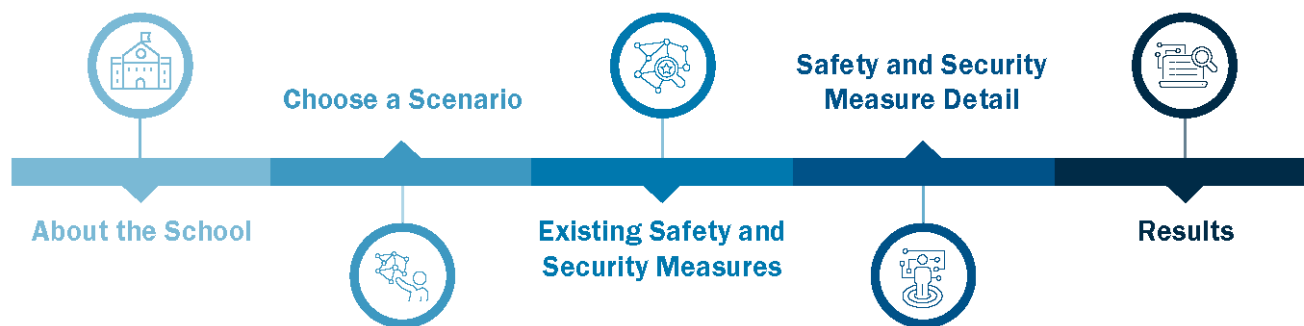 About the School
Choose a Scenario
Existing Safety and
Security Measures
Safety and Security
Measure Detail
Results